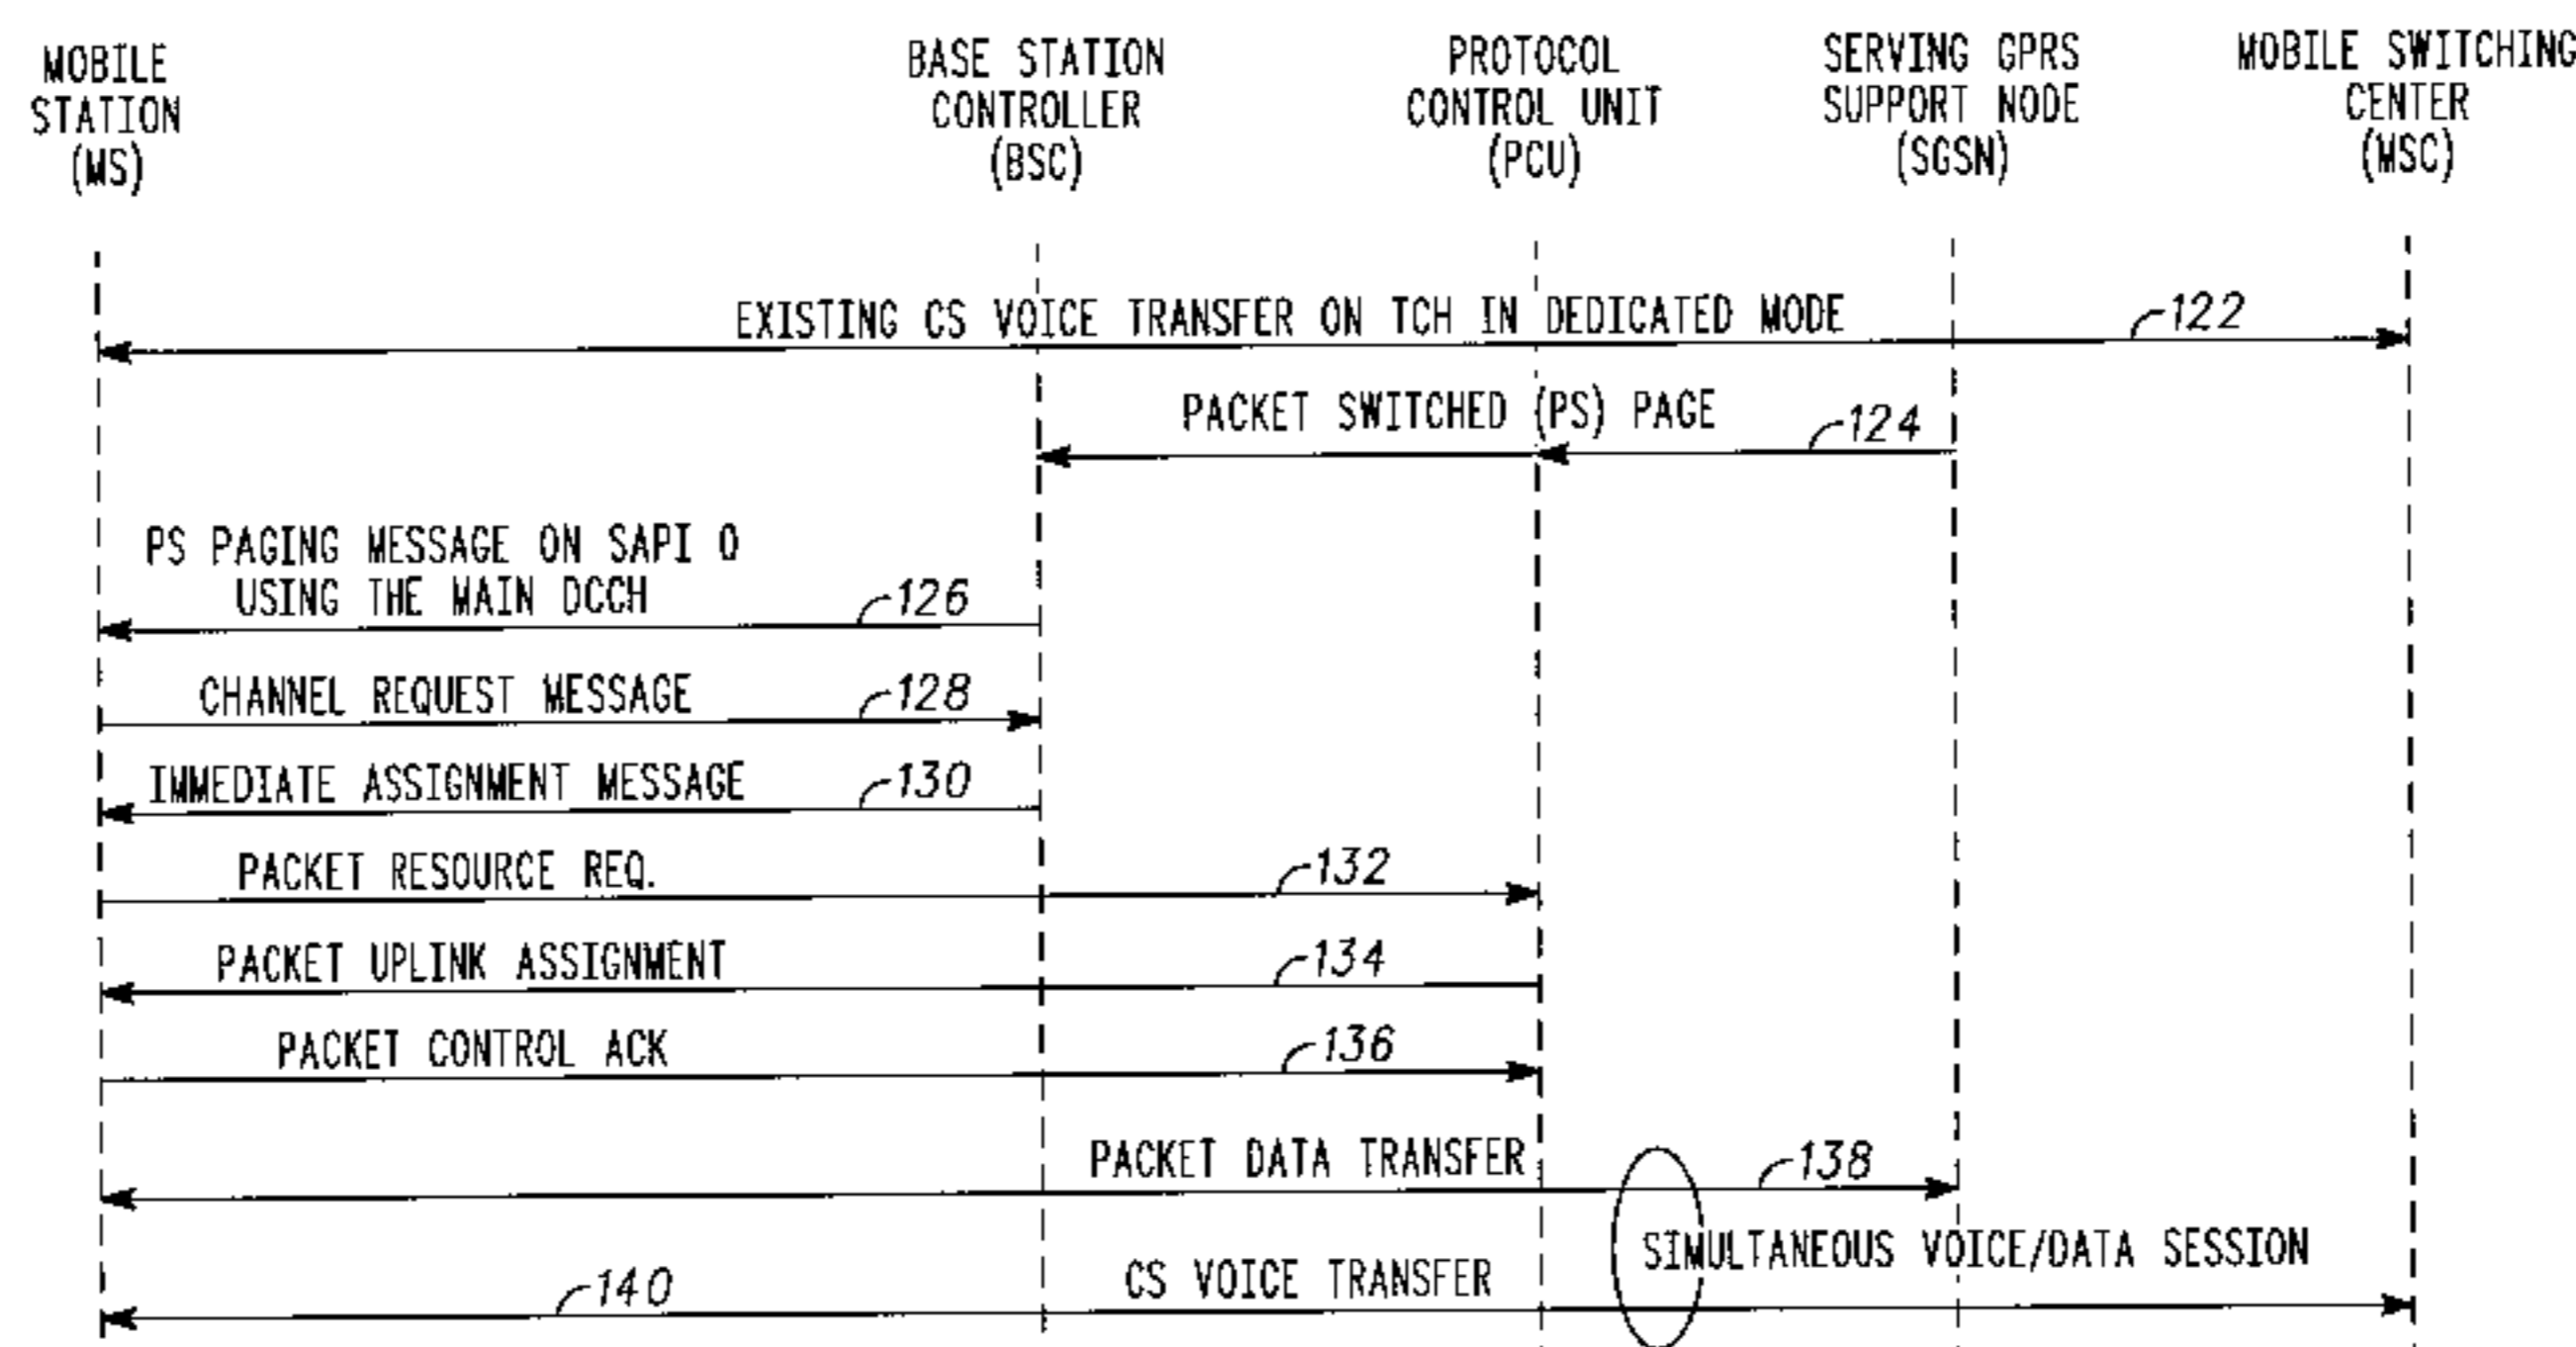 MOBILE
STATION
(MS)
BASE STATION
CONTROLLER
(BSC)
PROTOCOL
CONTROL UNIT
(PCU)
SERVING GPRS
SUPPORT NODE
(SGSN)
MOBILE SWITCHING
CENTER
(MSC)
EXISTING CS VOICE TRANSFER ON TCH IN DEDICATED MODE
122
PACKET SWITCHED (PS) PAGE
124
PS PAGING MESSAGE ON SAPI 0
USING THE MAIN DCCH
126
CHANNEL REQUEST MESSAGE
128
IMMEDIATE ASSIGNMENT MESSAGE
130
PACKET RESOURCE REQ.
132
PACKET UPLINK ASSIGNMENT
134
PACKET CONTROL ACK
136
PACKET DATA TRANSFER
138
SIMULTANEOUS VOICE/DATA SESSION
CS VOICE TRANSFER
140